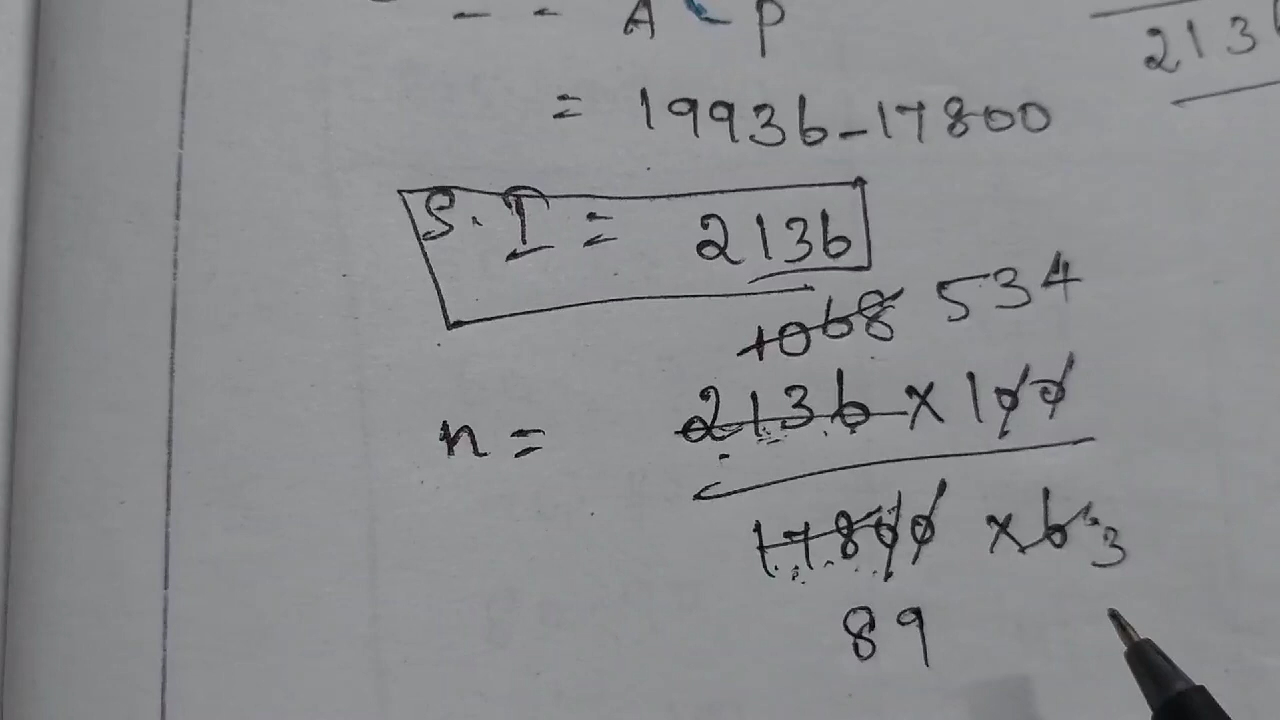 - - - A - P
213
= 19936-17800
S.I = 2136
1068 534
n = 2136 × 100
17800 × 6 3
89